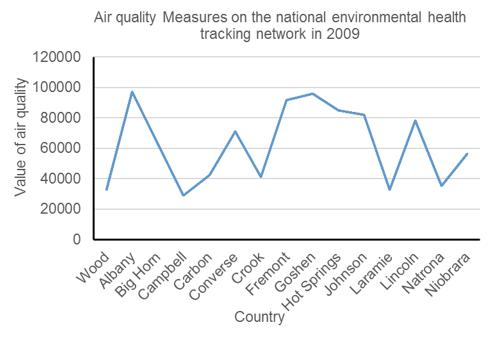 Air quality Measures on the national environmental health
tracking network in 2009
Value of air quality
120000
100000
80000
60000
40000
20000
0
Wood
Albany
Big Horn
Campbell
Carbon
Converse
Crook
Fremont
Goshen
Hot Springs
Johnson
Laramie
Lincoln
Natrona
Niobrara
Country